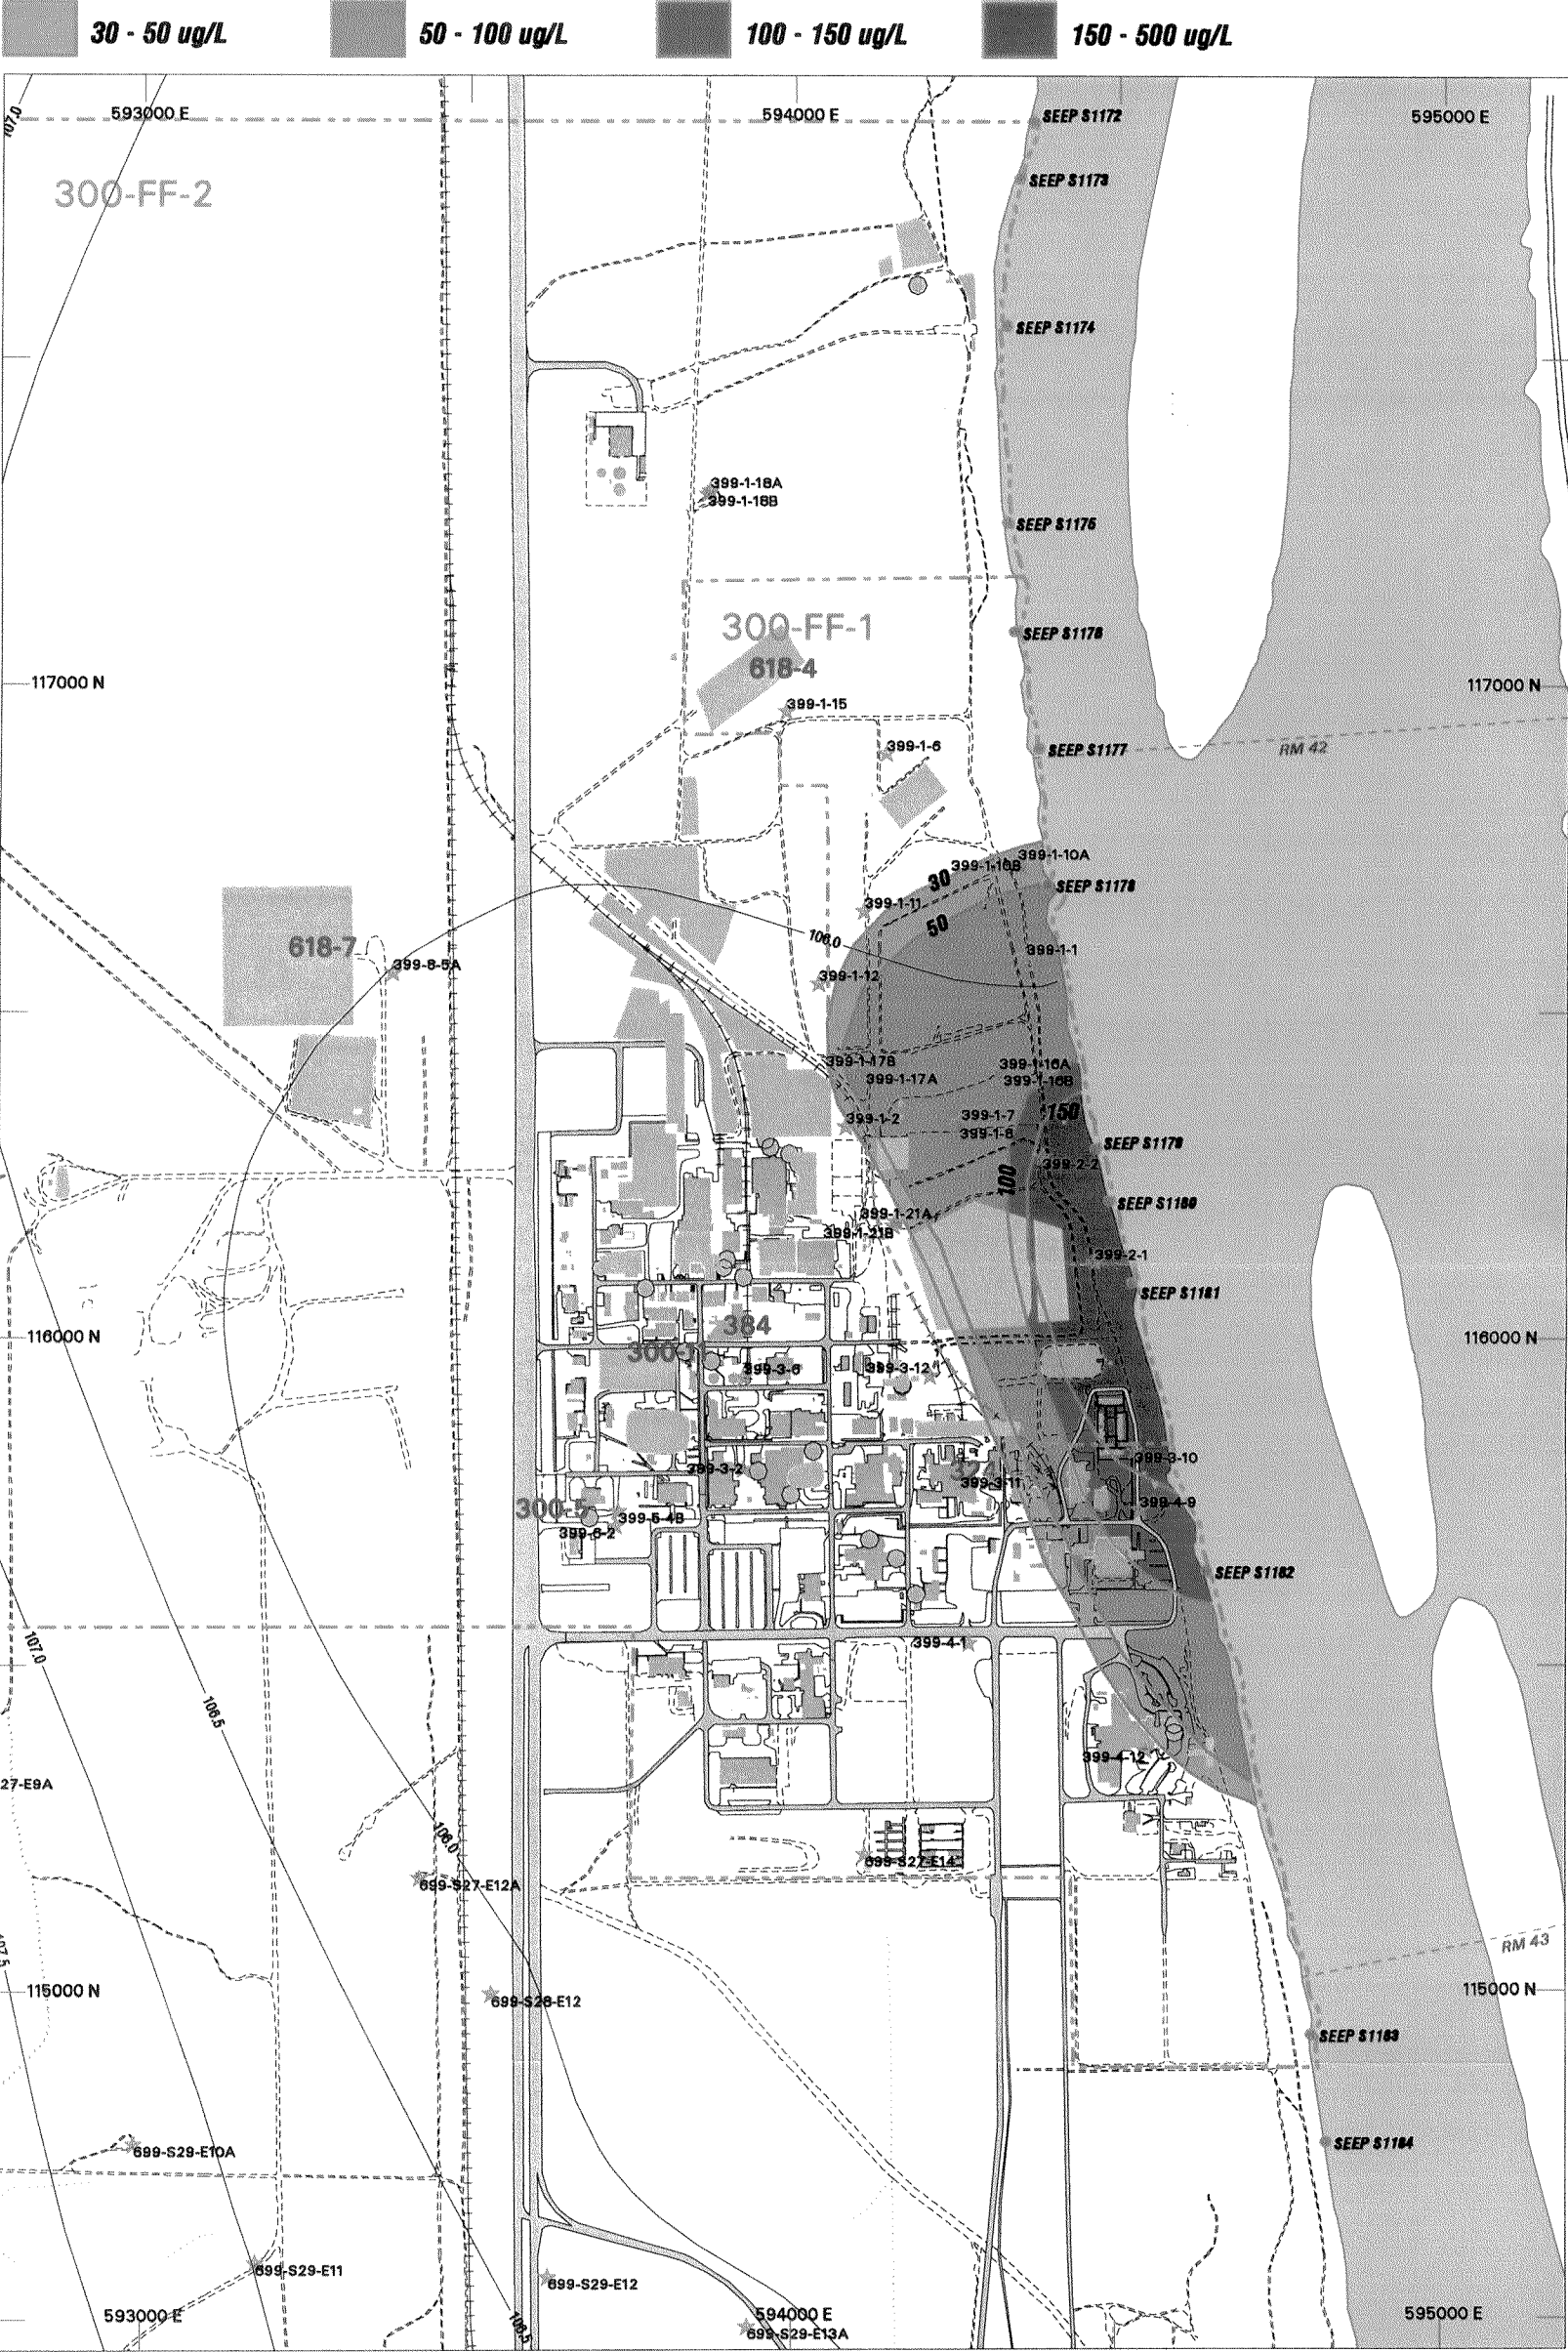 30 - 50 ug/L
50 - 100 ug/L
100 - 150 ug/L
150 - 500 ug/L
107.0
593000 E
594000 E
SEEP S1172
595000 E
SEEP S1173
300-FF-2
SEEP S1174
399-1-18A
399-1-18B
SEEP S1175
300-FF-1
SEEP S1176
618-4
117000 N
117000 N
399-1-15
399-1-6
SEEP S1177
RM 42
399-1-10A
399-1-10B
30
SEEP S1178
399-1-11
50
106.0
618-7
399-1-1
399-8-5A
399-1-12
399-1-17B
399-1-16A
399-1-17A
399-1-16B
150
399-1-2
399-1-7
399-1-8
SEEP S1179
399-2-2
100
SEEP S1180
399-1-21A
399-1-21B
399-2-1
SEEP S1181
384
116000 N
116000 N
399-3-6
399-3-12
399-3-10
399-3-2
399-3-11
399-4-9
300-5
399-5-4B
399-6-2
SEEP S1182
107.0
399-4-1
106.5
399-4-12
27-E9A
106.0
699-S27-E14
699-S27-E12A
RM 43
107.5
115000 N
115000 N
699-S28-E12
SEEP S1183
SEEP S1184
699-S29-E10A
699-S29-E11
699-S29-E12
593000 E
594000 E
595000 E
106.5
699-S29-E13A